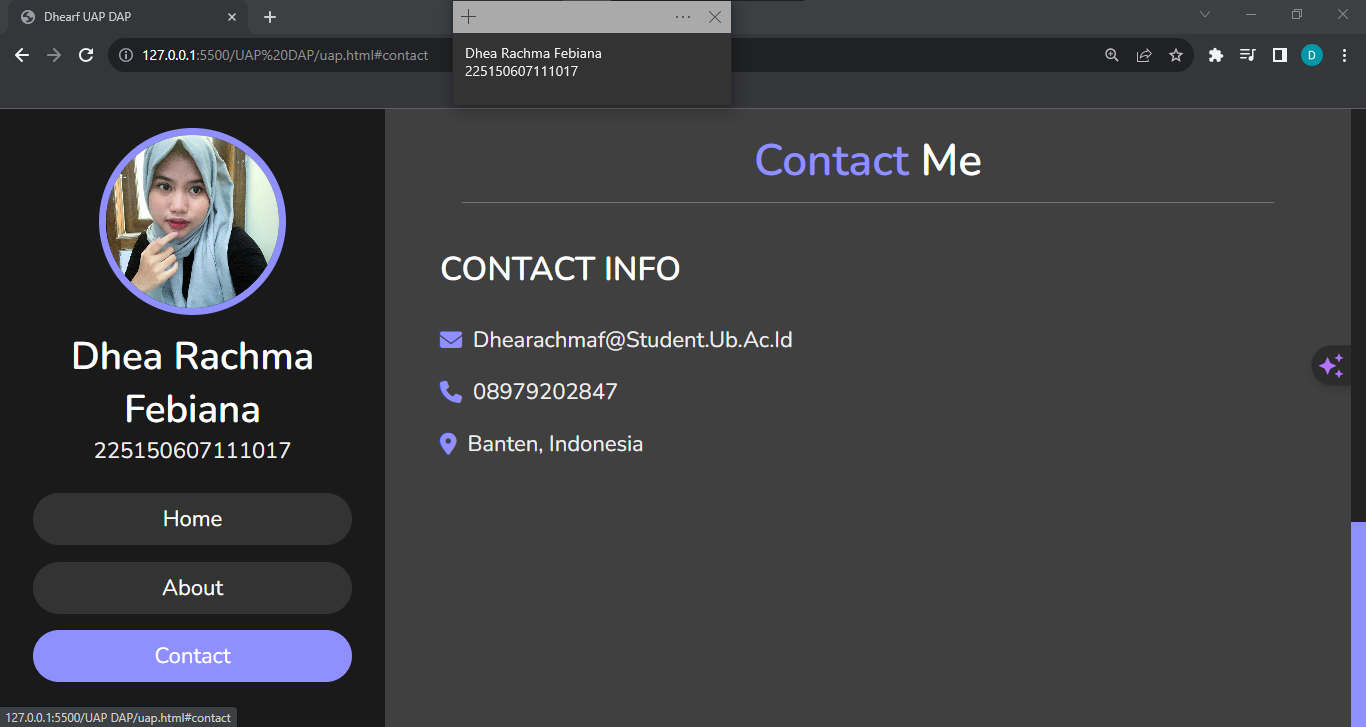 Dhearf UAP DAP
127.0.0.1:5500/UAP%20DAP/uap.html#contact
D
Dhea Rachma Febiana
225150607111017
Dhea Rachma
Febiana
225150607111017
Home
About
Contact
Contact Me
CONTACT INFO
Dhearachmaf@Student.Ub.Ac.Id
08979202847
Banten, Indonesia
127.0.0.1:5500/UAP DAP/uap.html#contact